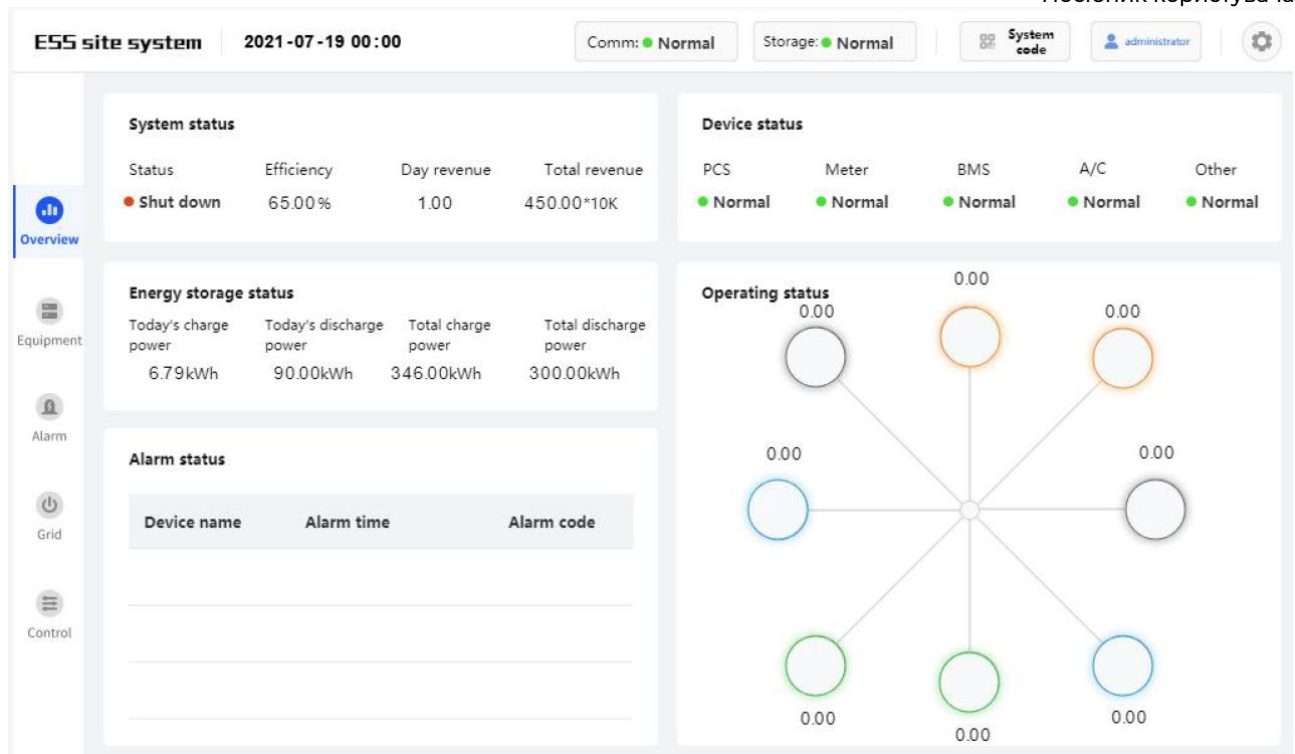 ESS site system
2021-07-19 00:00
Comm: Normal
Storage: Normal
System
code
administrator
System status
Status Efficiency Day revenue Total revenue
Shut down 65.00% 1.00 450.00*10K
Device status
PCS Meter BMS A/C Other
Normal Normal Normal Normal Normal
Overview
Equipment
Alarm
Grid
Control
Energy storage status
Today's charge
power
Today's discharge
power
Total charge
power
Total discharge
power
6.79kWh 90.00kWh 346.00kWh 300.00kWh
Alarm status
Device name Alarm time Alarm code
Operating status
0.00
0.00
0.00
0.00
0.00
0.00
0.00
0.00